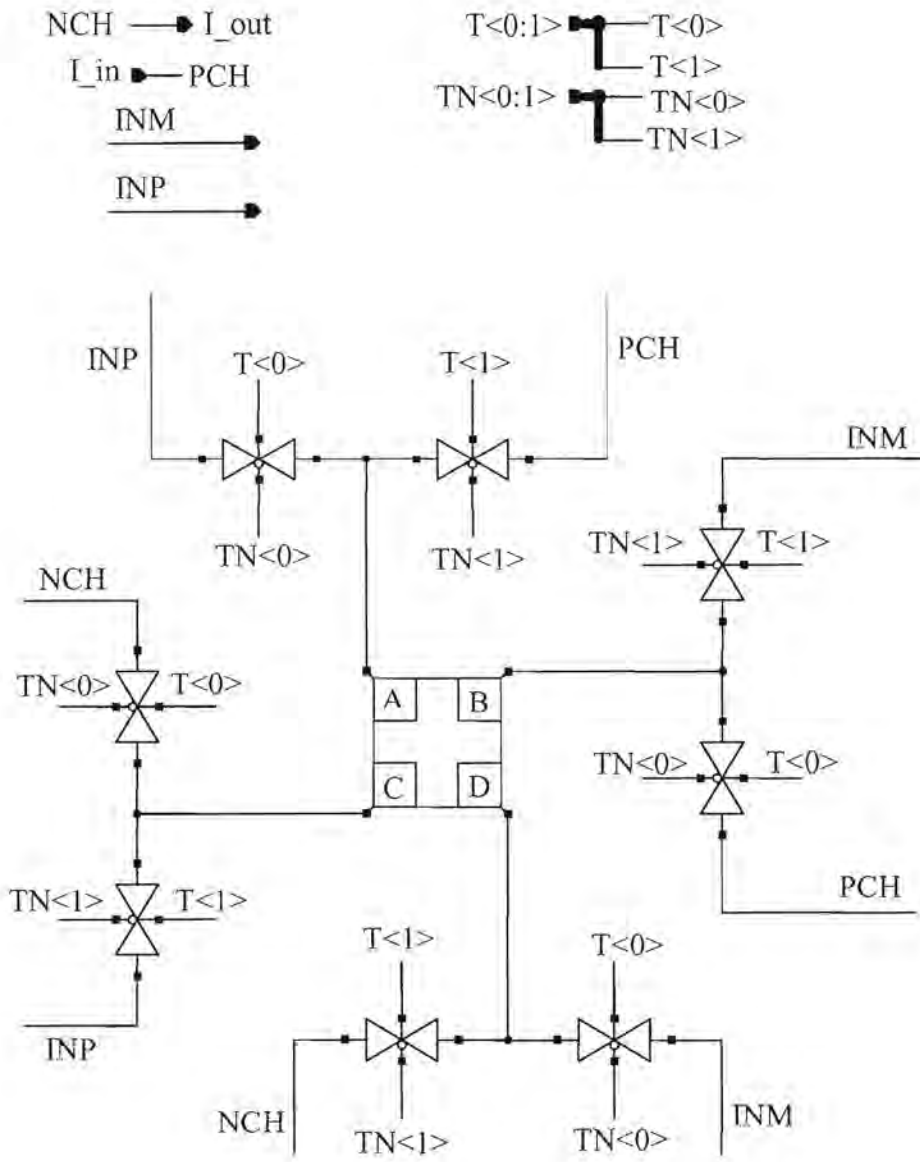 NCH I_out T<0:1> T<0>
T<1>
I_in PCH
TN<0:1> TN<0>
INM
TN<1>
INP
INP T<0> T<1> PCH
INM
TN<0> TN<1> TN<1> T<1>
NCH
TN<0> T<0> A B
C D TN<0> T<0>
TN<1> T<1> PCH
T<1> T<0>
INP
NCH INM
TN<1> TN<0>